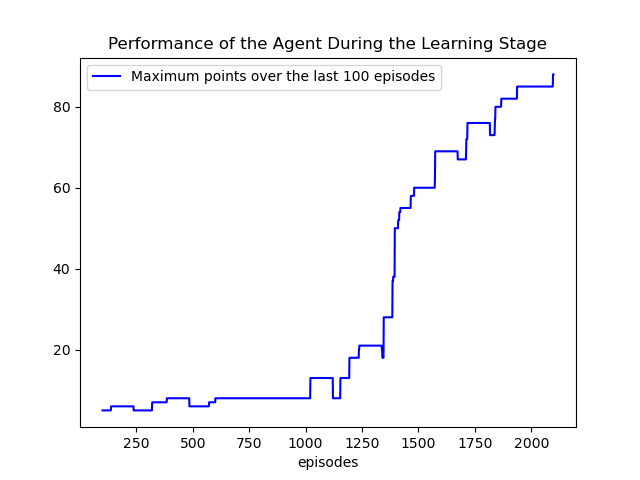 Performance of the Agent During the Learning Stage
Maximum points over the last 100 episodes
80
60
40
20
250 500 750 1000 1250 1500 1750 2000
episodes